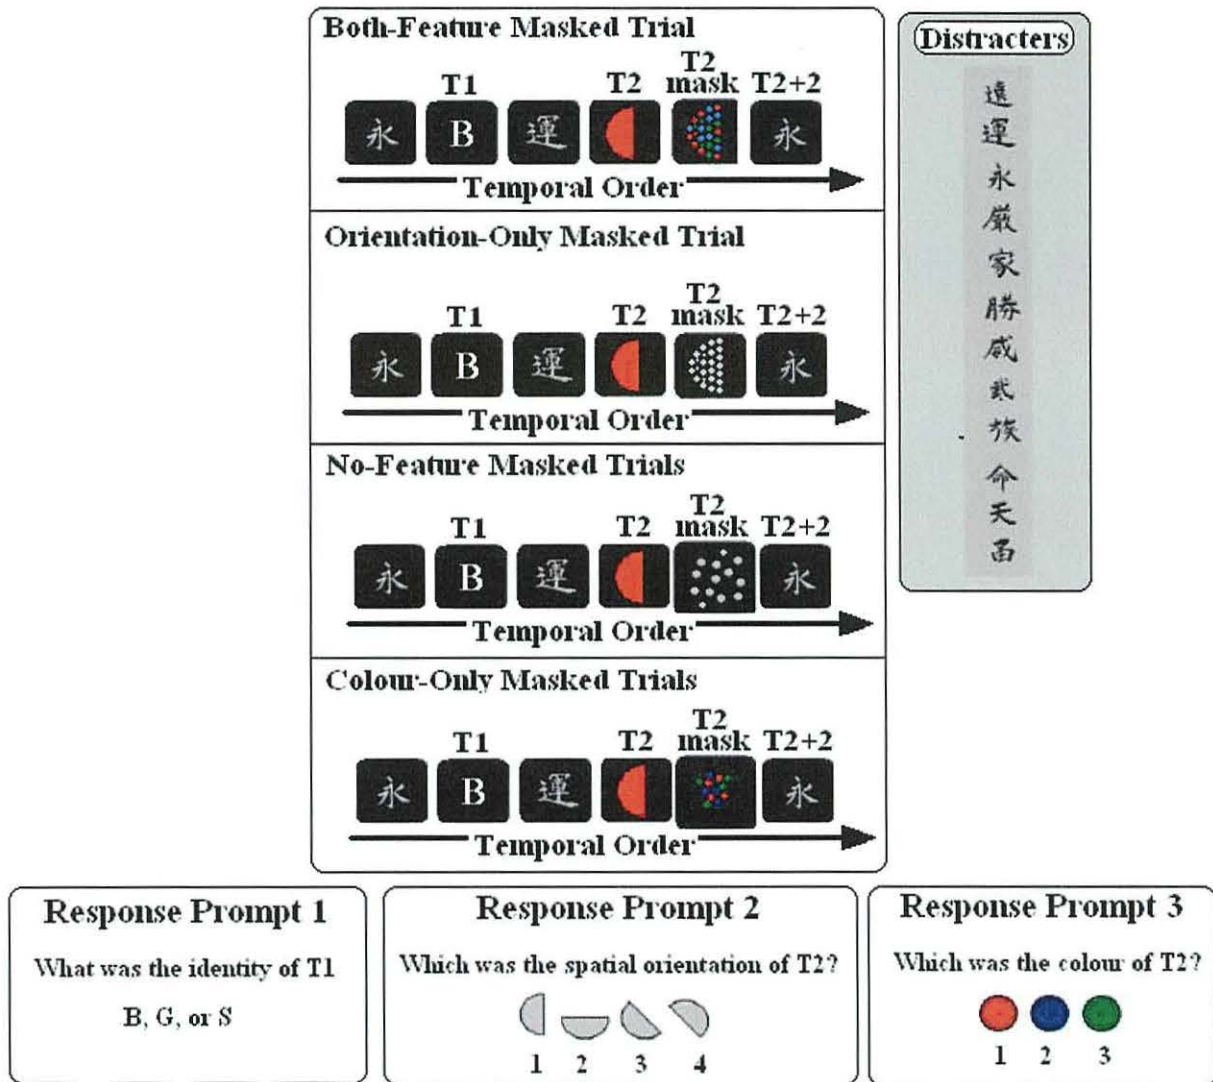 Both-Feature Masked Trial
T1 T2 T2 mask T2+2
永 B 運 永
Temporal Order
Orientation-Only Masked Trial
T1 T2 T2 mask T2+2
永 B 運 永
Temporal Order
No-Feature Masked Trials
T1 T2 T2 mask T2+2
永 B 運 永
Temporal Order
Colour-Only Masked Trials
T1 T2 T2 mask T2+2
永 B 運 永
Temporal Order
Distracters
遠
運
永
厳
家
勝
威
武
族
命
天
Response Prompt 1
What was the identity of T1
B, G, or S
Response Prompt 2
Which was the spatial orientation of T2?
1 2 3 4
Response Prompt 3
Which was the colour of T2?
1 2 3